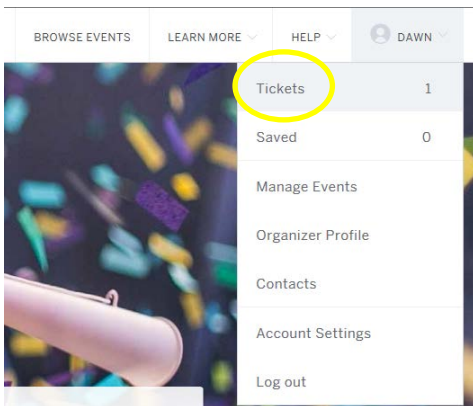 BROWSE EVENTS LEARN MORE HELP DAWN
Tickets 1
Saved 0
Manage Events
Organizer Profile
Contacts
Account Settings
Log out